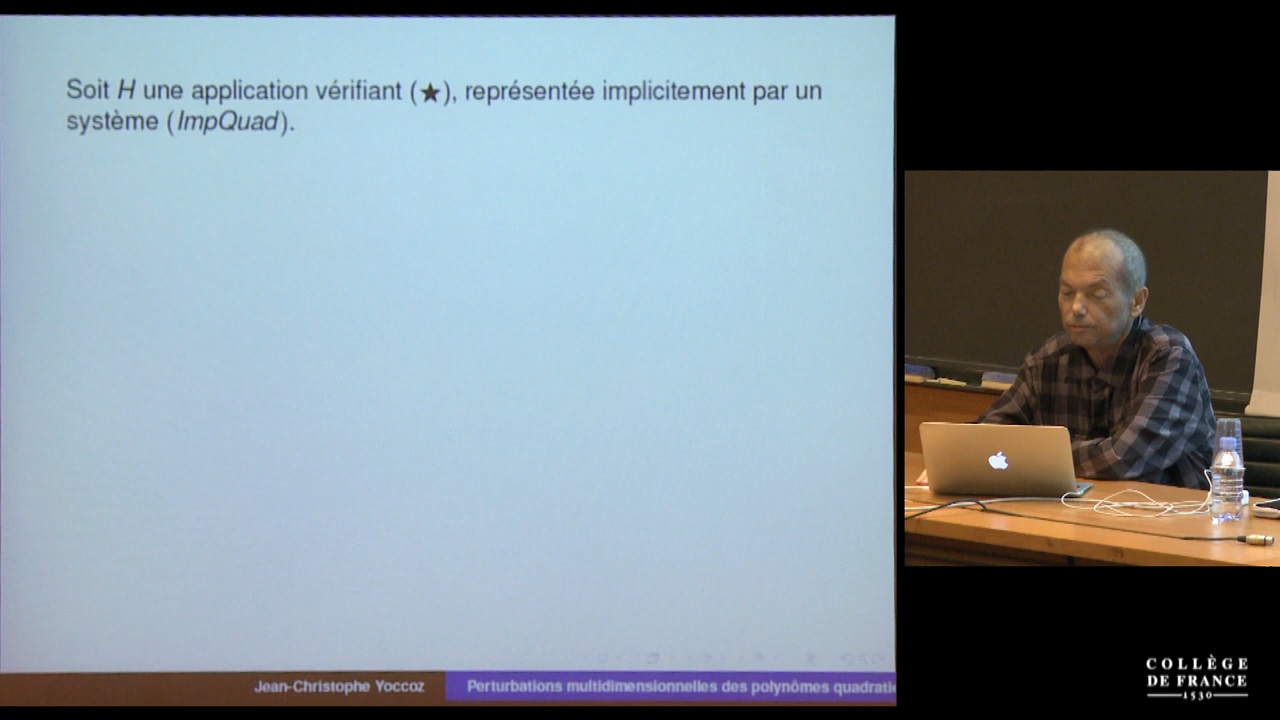 Soit H une application vérifiant (★), représentée implicitement par un
système (ImpQuad).
Jean-Christophe Yoccoz
Perturbations multidimensionnelles des polynômes
COLLÈGE
DE FRANCE
1530